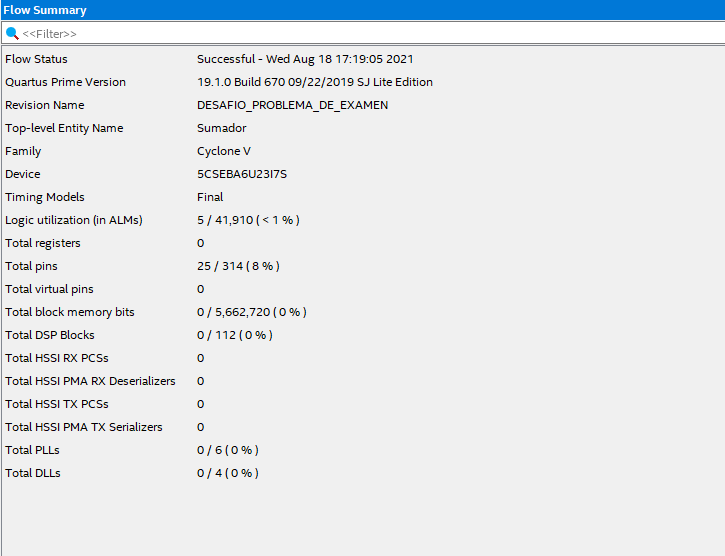 Flow Summary
<<Filter>>
Flow Status Successful - Wed Aug 18 17:19:05 2021
Quartus Prime Version 19.1.0 Build 670 09/22/2019 SJ Lite Edition
Revision Name DESAFIO_PROBLEMA_DE_EXAMEN
Top-level Entity Name Sumador
Family Cyclone V
Device 5CSEBA6U23I7S
Timing Models Final
Logic utilization (in ALMs) 5 / 41,910 ( < 1 % )
Total registers 0
Total pins 25 / 314 ( 8 % )
Total virtual pins 0
Total block memory bits 0 / 5,662,720 ( 0 % )
Total DSP Blocks 0 / 112 ( 0 % )
Total HSSI RX PCSs 0
Total HSSI PMA RX Deserializers 0
Total HSSI TX PCSs 0
Total HSSI PMA TX Serializers 0
Total PLLs 0 / 6 ( 0 % )
Total DLLs 0 / 4 ( 0 % )